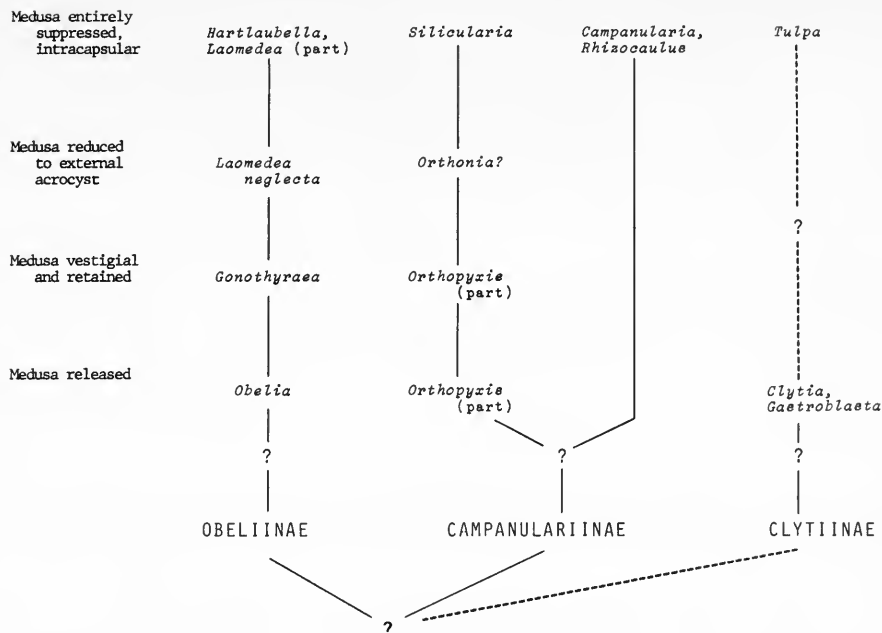 Medusa entirely
suppressed,
intracapsular
Hartlaubella,
Laomedea (part)
Silicularia
Campanularia,
Rhizocaulus
Tulpa
Medusa reduced
to external
acrocyst
Laomedea
neglecta
Orthonia?
?
Medusa vestigial
and retained
Gonothyraea
Orthopyxis
(part)
Medusa released
Obelia
Orthopyxis
(part)
Clytia,
Gastroblasta
?
?
?
OBELIINAE
CAMPANULARIINAE
CLYTIINAE
?